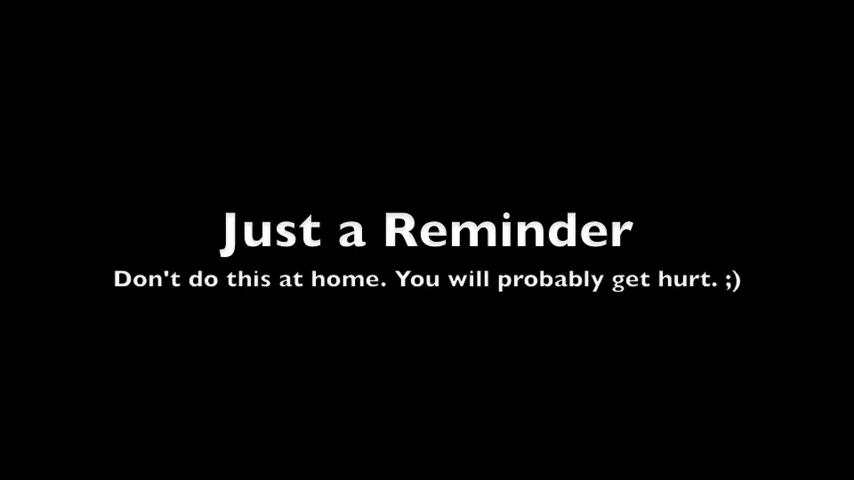 Just a Reminder
Don't do this at home. You will probably get hurt. ;)